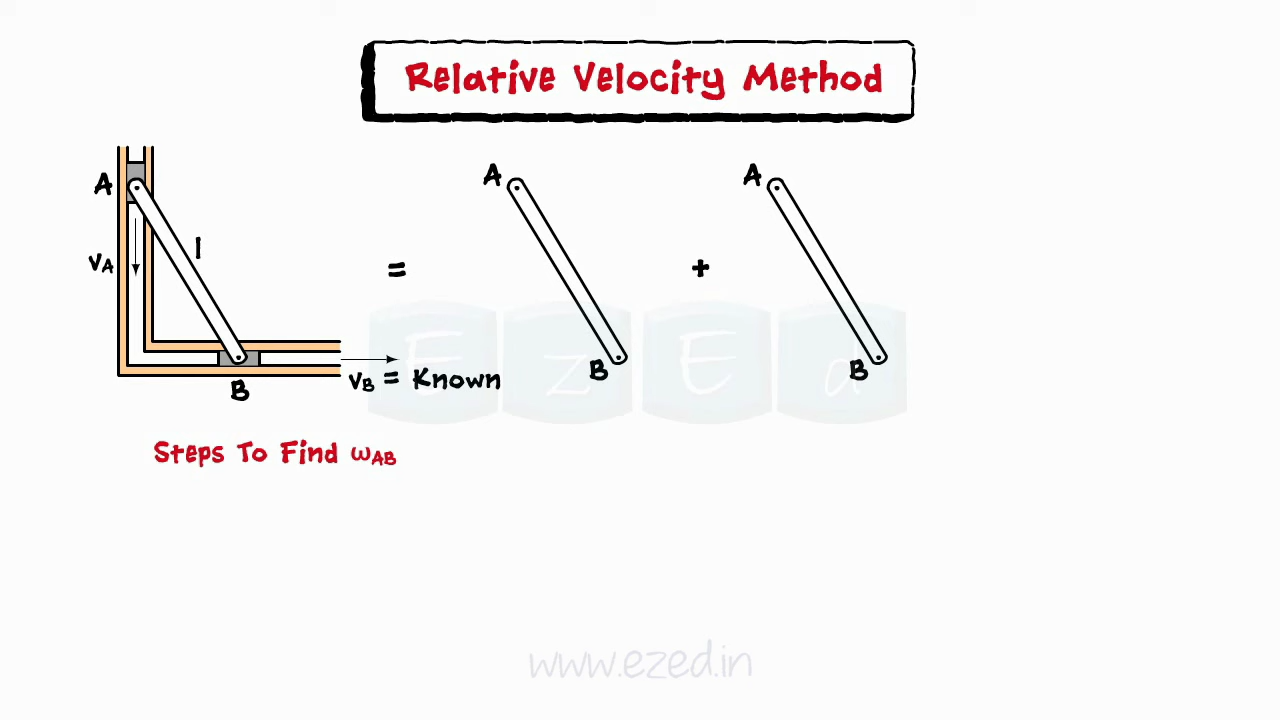 Relative Velocity Method
A
l
vA
B
vB = Known
=
A
B
+
A
B
Steps To Find ωAB
E z E d
www.ezed.in